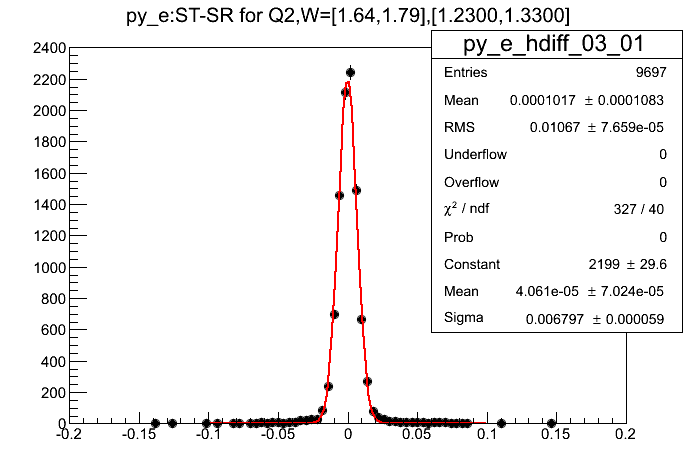 py_e:ST-SR for Q2,W=[1.64,1.79],[1.2300,1.3300]
py_e_hdiff_03_01
Entries 9697
Mean 0.0001017 ± 0.0001083
RMS 0.01067 ± 7.659e-05
Underflow 0
Overflow 0
χ² / ndf 327 / 40
Prob 0
Constant 2199 ± 29.6
Mean 4.061e-05 ± 7.024e-05
Sigma 0.006797 ± 0.000059
2400
2200
2000
1800
1600
1400
1200
1000
800
600
400
200
0
-0.2 -0.15 -0.1 -0.05 0 0.05 0.1 0.15 0.2